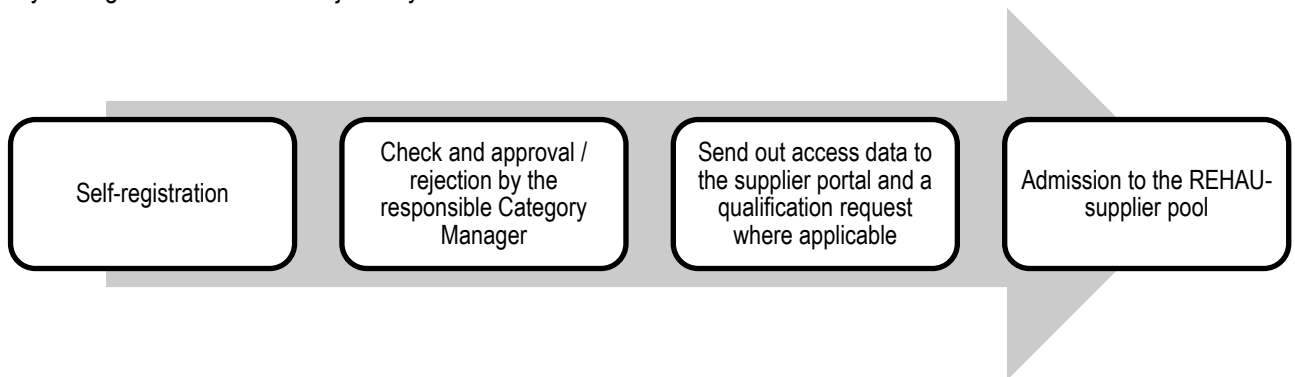 Self-registration
Check and approval /
rejection by the
responsible Category
Manager
Send out access data to
the supplier portal and a
qualification request
where applicable
Admission to the REHAU-
supplier pool